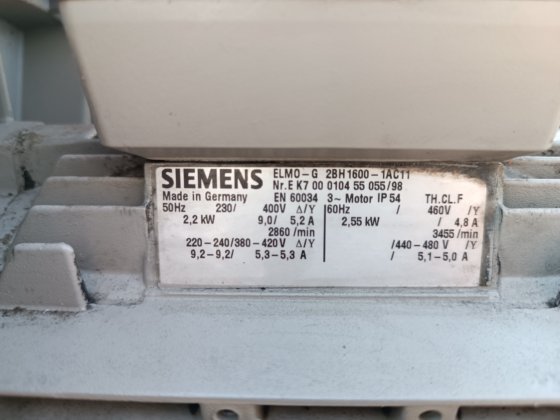 SIEMENS ELMO-G 2BH1600-1AC11
Nr.E K7 00 0104 55 055/98
Made in Germany EN 60034 3~ Motor IP 54 TH.CL.F
50Hz 230/ 400V Δ/Y 60Hz / 460V /Y
2,2 kW 9,0/ 5,2 A 2,55 kW / 4,8 A
2860 /min 3455/min
220-240/380-420V Δ/Y /440-480 V /Y
9,2-9,2/ 5,3-5,3 A / 5,1-5,0 A